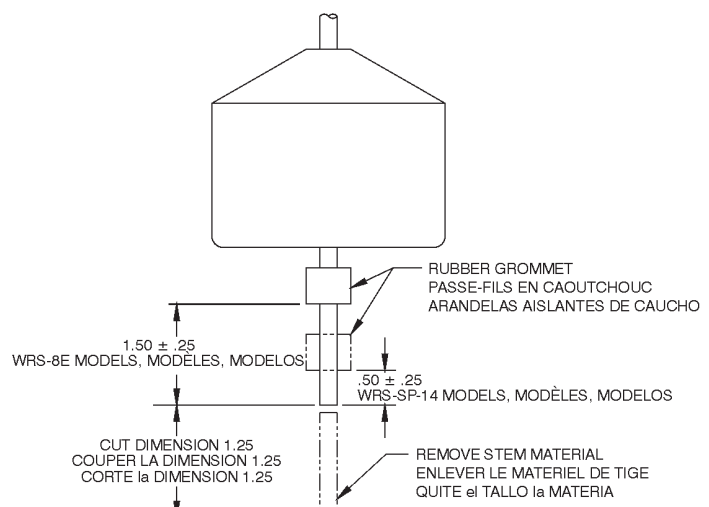 RUBBER GROMMET
PASSE-FILS EN CAOUTCHOUC
ARANDELAS AISLANTES DE CAUCHO
1.50 ± .25
WRS-8E MODELS, MODÈLES, MODELOS
.50 ± .25
WRS-SP-14 MODELS, MODÈLES, MODELOS
CUT DIMENSION 1.25
COUPER LA DIMENSION 1.25
CORTE la DIMENSION 1.25
REMOVE STEM MATERIAL
ENLEVER LE MATERIEL DE TIGE
QUITE el TALLO la MATERIA